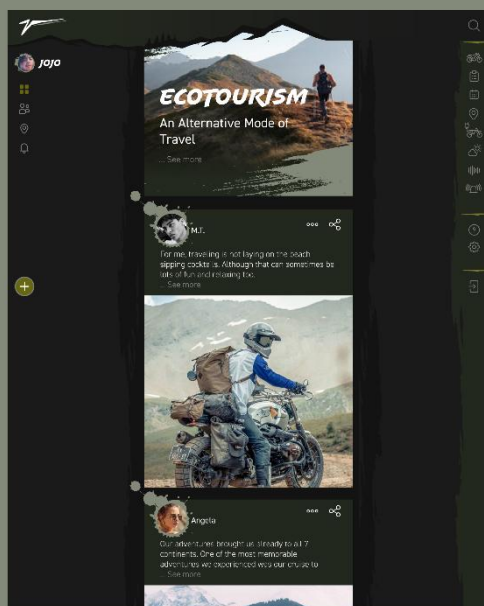 JOJO
ECOTOURISM
An Alternative Mode of
Travel
... See more
M.T.
For me, traveling is not laying on the beach
sipping cocktails. Although that can sometimes be
lots of fun and relaxing too.
... See more
Angela
Our adventures brought us already to all 7
continents. One of the most memorable
adventures we experienced was our cruise to
... See more